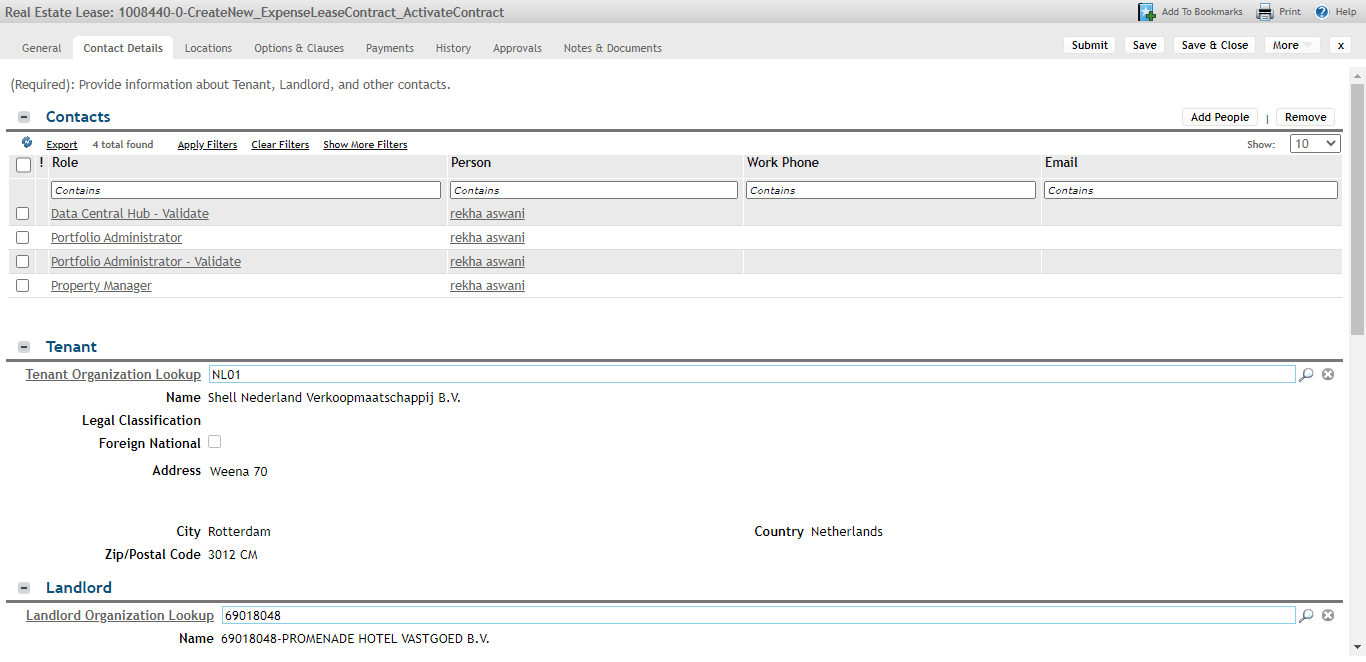 Real Estate Lease: 1008440-0-CreateNew_ExpenseLeaseContract_ActivateContract Add To Bookmarks Print Help
General Contact Details Locations Options & Clauses Payments History Approvals Notes & Documents Submit Save Save & Close More x
(Required): Provide information about Tenant, Landlord, and other contacts.
Contacts Add People | Remove
Export 4 total found Apply Filters Clear Filters Show More Filters Show: 10
! Role Person Work Phone Email
Contains Contains Contains Contains
Data Central Hub - Validate rekha aswani
Portfolio Administrator rekha aswani
Portfolio Administrator - Validate rekha aswani
Property Manager rekha aswani
Tenant
Tenant Organization Lookup NL01
Name Shell Nederland Verkoopmaatschappij B.V.
Legal Classification
Foreign National
Address Weena 70
City Rotterdam Country Netherlands
Zip/Postal Code 3012 CM
Landlord
Landlord Organization Lookup 69018048
Name 69018048-PROMENADE HOTEL VASTGOED B.V.